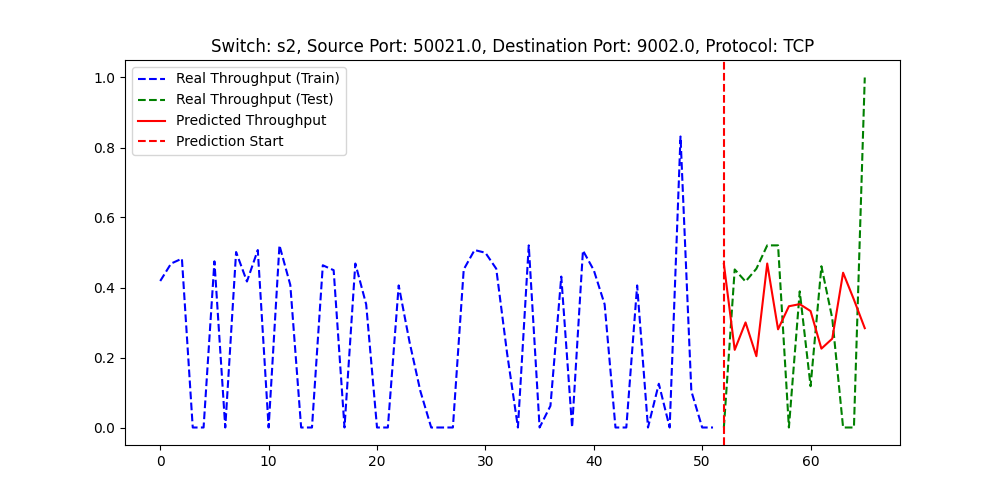 Switch: s2, Source Port: 50021.0, Destination Port: 9002.0, Protocol: TCP
Real Throughput (Train)
Real Throughput (Test)
Predicted Throughput
Prediction Start
1.0
0.8
0.6
0.4
0.2
0.0
0 10 20 30 40 50 60